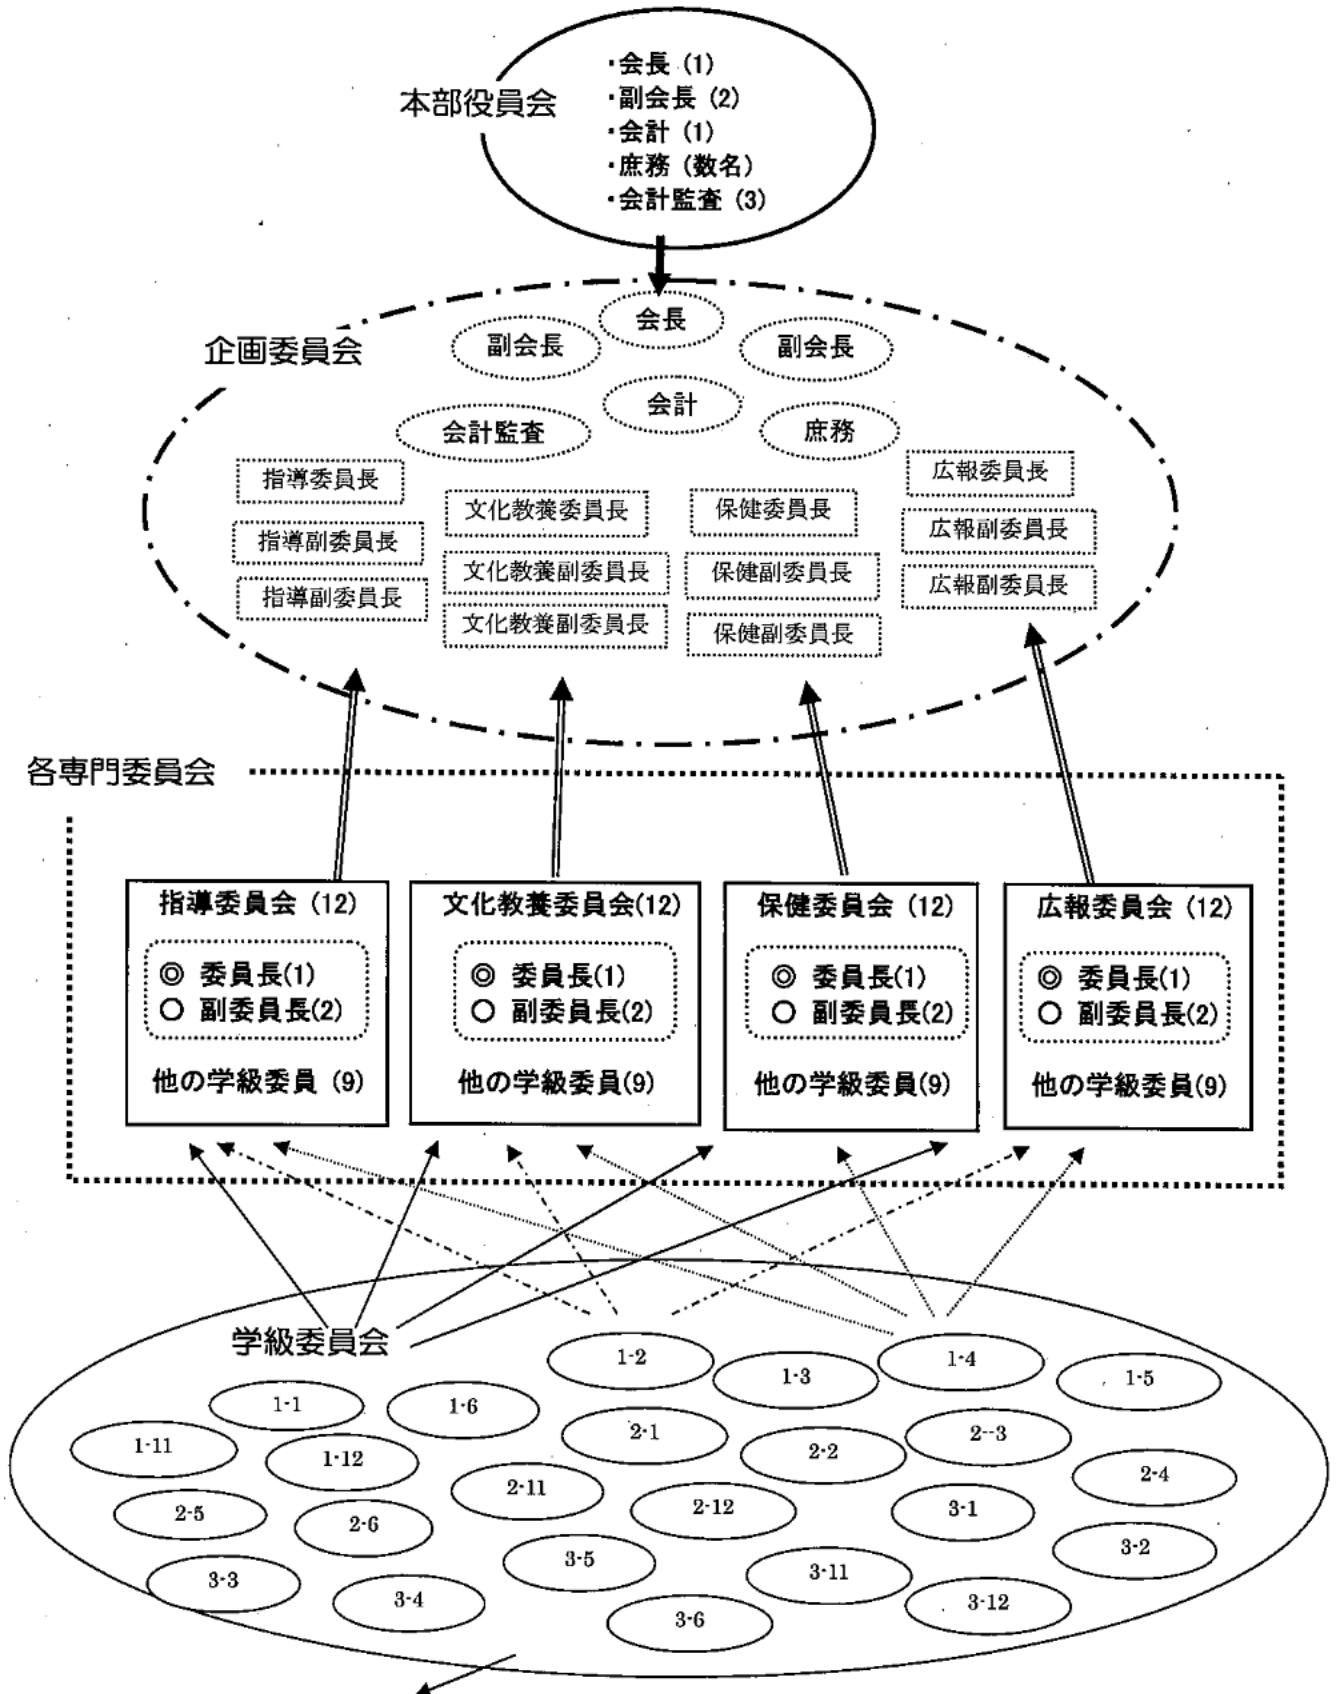 本部役員会
・会長 (1)
・副会長 (2)
・会計 (1)
・庶務 (数名)
・会計監査 (3)
企画委員会
会長
副会長
副会長
会計
会計監査
庶務
指導委員長
指導副委員長
指導副委員長
文化教養委員長
文化教養副委員長
文化教養副委員長
保健委員長
保健副委員長
保健副委員長
広報委員長
広報副委員長
広報副委員長
各専門委員会
指導委員会 (12)
◎ 委員長(1)
○ 副委員長(2)
他の学級委員 (9)
文化教養委員会(12)
◎ 委員長(1)
○ 副委員長(2)
他の学級委員(9)
保健委員会 (12)
◎ 委員長(1)
○ 副委員長(2)
他の学級委員(9)
広報委員会 (12)
◎ 委員長(1)
○ 副委員長(2)
他の学級委員(9)
学級委員会
1-2
1-3
1-4
1-5
1-1
1-6
2-1
2-2
2--3
1-11
1-12
2-11
2-12
2-4
2-5
2-6
3-1
3-2
3-3
3-4
3-5
3-11
3-6
3-12